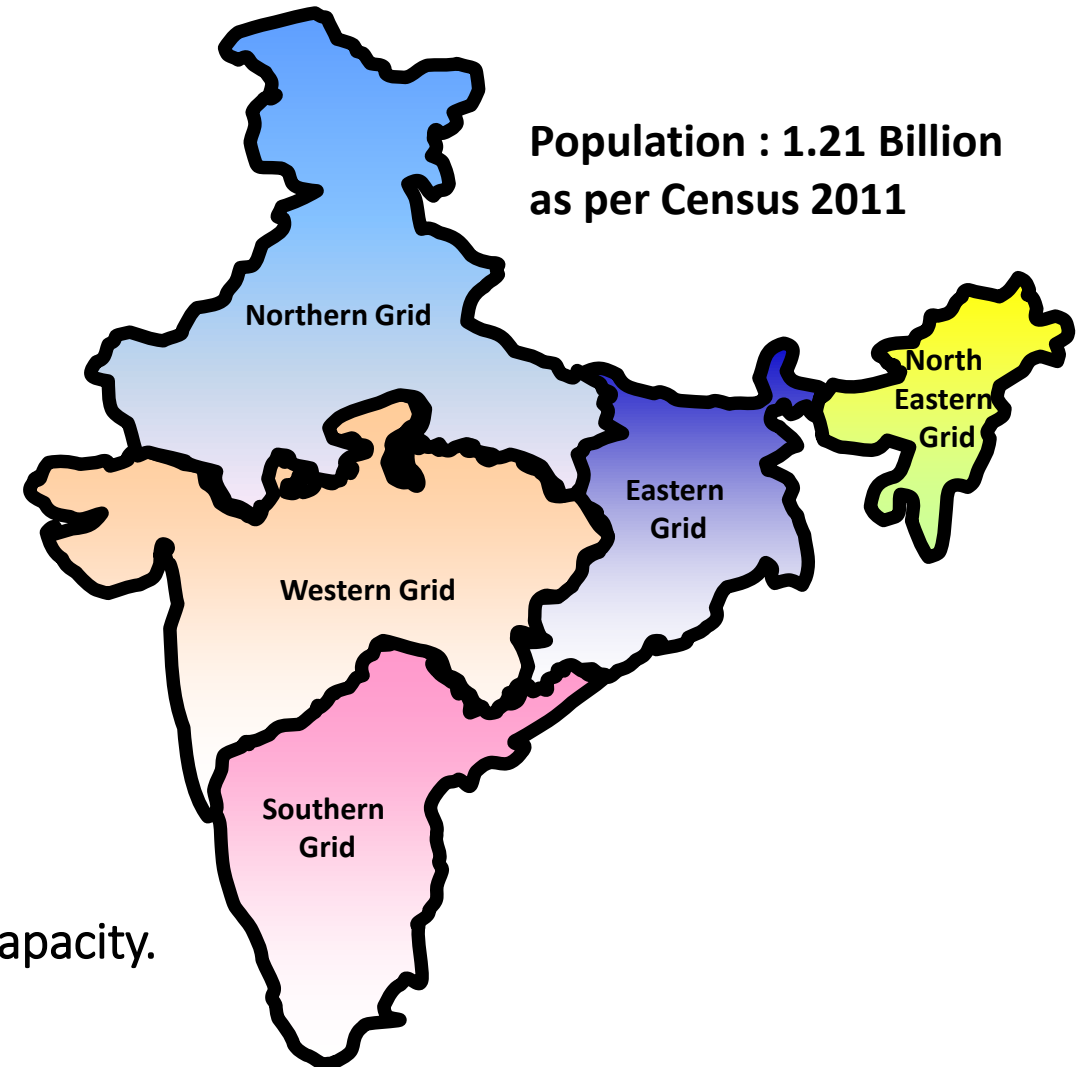 Population : 1.21 Billion
as per Census 2011
Northern Grid
North
Eastern
Grid
Eastern
Grid
Western Grid
Southern
Grid
apacity.